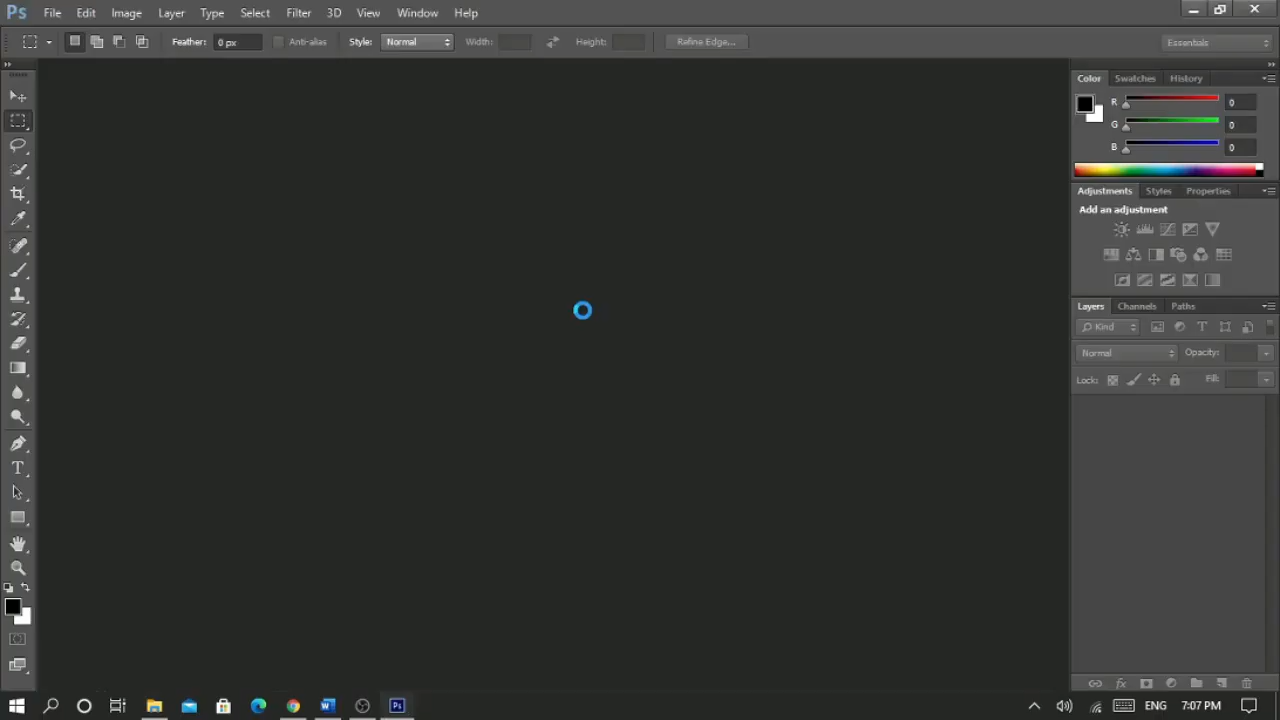 Ps File Edit Image Layer Type Select Filter 3D View Window Help
Feather: 0 px Anti-alias Style: Normal Width: Height: Refine Edge... Essentials
Color Swatches History
R 0
G 0
B 0
Adjustments Styles Properties
Add an adjustment
Layers Channels Paths
Kind T
Normal Opacity:
Lock: Fill:
T
fx
W Ps ENG 7:07 PM